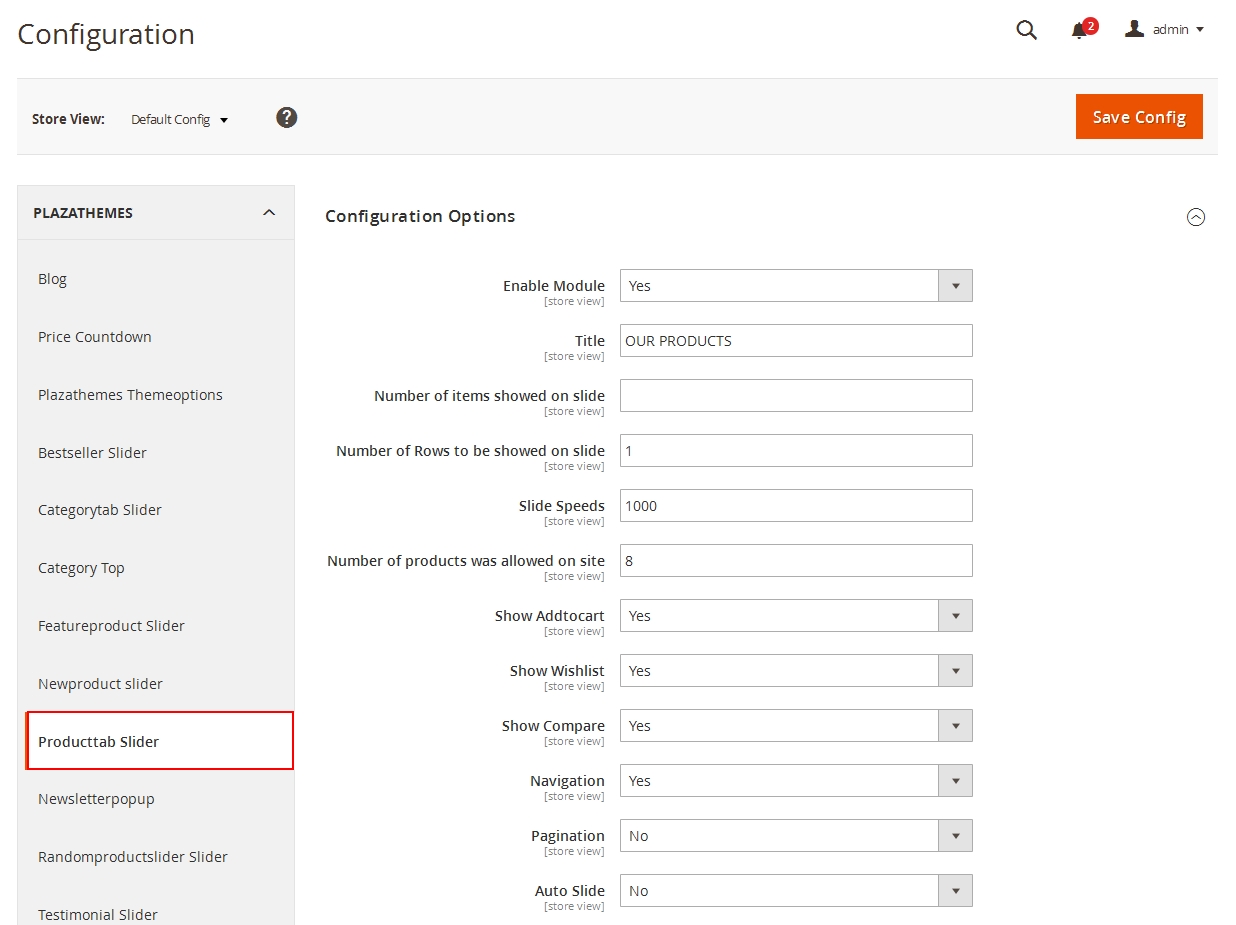 Configuration
2
admin
Store View:
Default Config
?
Save Config
PLAZATHEMES
Blog
Price Countdown
Plazathemes Themeoptions
Bestseller Slider
Categorytab Slider
Category Top
Featureproduct Slider
Newproduct slider
Producttab Slider
Newsletterpopup
Randomproductslider Slider
Testimonial Slider
Configuration Options
Enable Module Yes
[store view]
Title OUR PRODUCTS
[store view]
Number of items showed on slide
[store view]
Number of Rows to be showed on slide 1
[store view]
Slide Speeds 1000
[store view]
Number of products was allowed on site 8
[store view]
Show Addtocart Yes
[store view]
Show Wishlist Yes
[store view]
Show Compare Yes
[store view]
Navigation Yes
[store view]
Pagination No
[store view]
Auto Slide No
[store view]